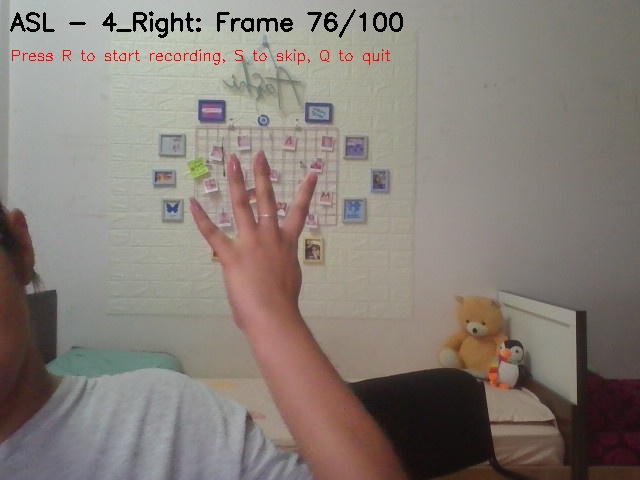 ASL - 4_Right: Frame 76/100
Press R to start recording, S to skip, Q to quit